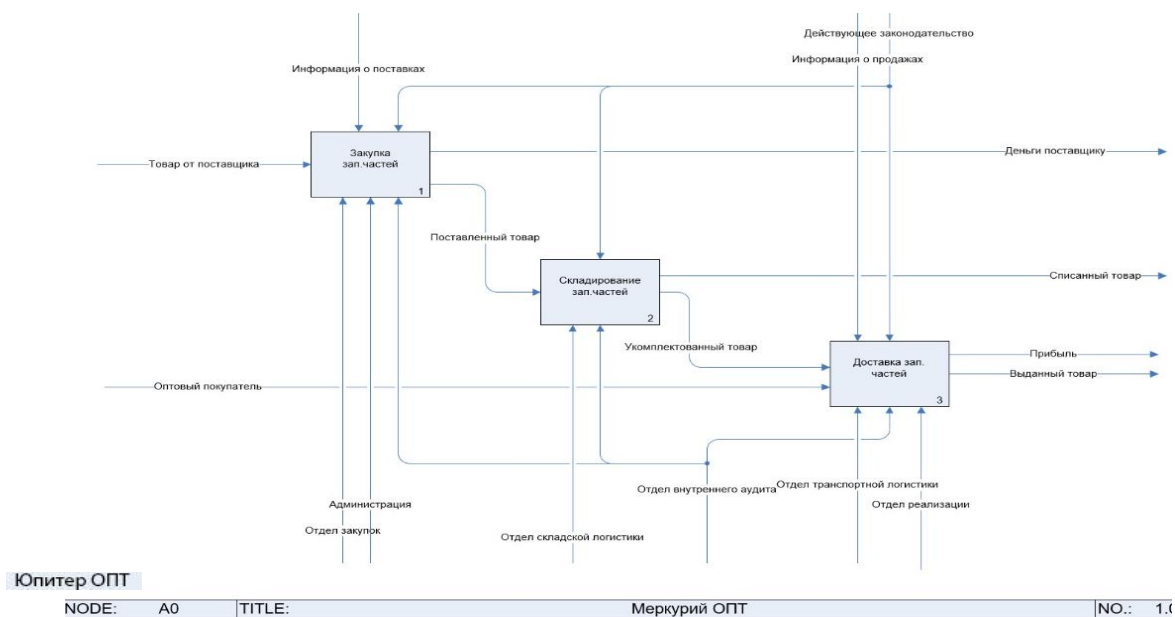 Действующее законодательство
Информация о продажах
Информация о поставках
Закупка
зап.частей
1
Товар от поставщика
Деньги поставщику
Поставленный товар
Складирование
зап.частей
2
Списанный товар
Укомплектованный товар
Доставка зап.
частей
3
Прибыль
Выданный товар
Оптовый покупатель
Отдел внутреннего аудита
Отдел транспортной логистики
Администрация
Отдел реализации
Отдел закупок
Отдел складской логистики
Юпитер ОПТ
NODE: A0 TITLE: Меркурий ОПТ NO.: 1.0